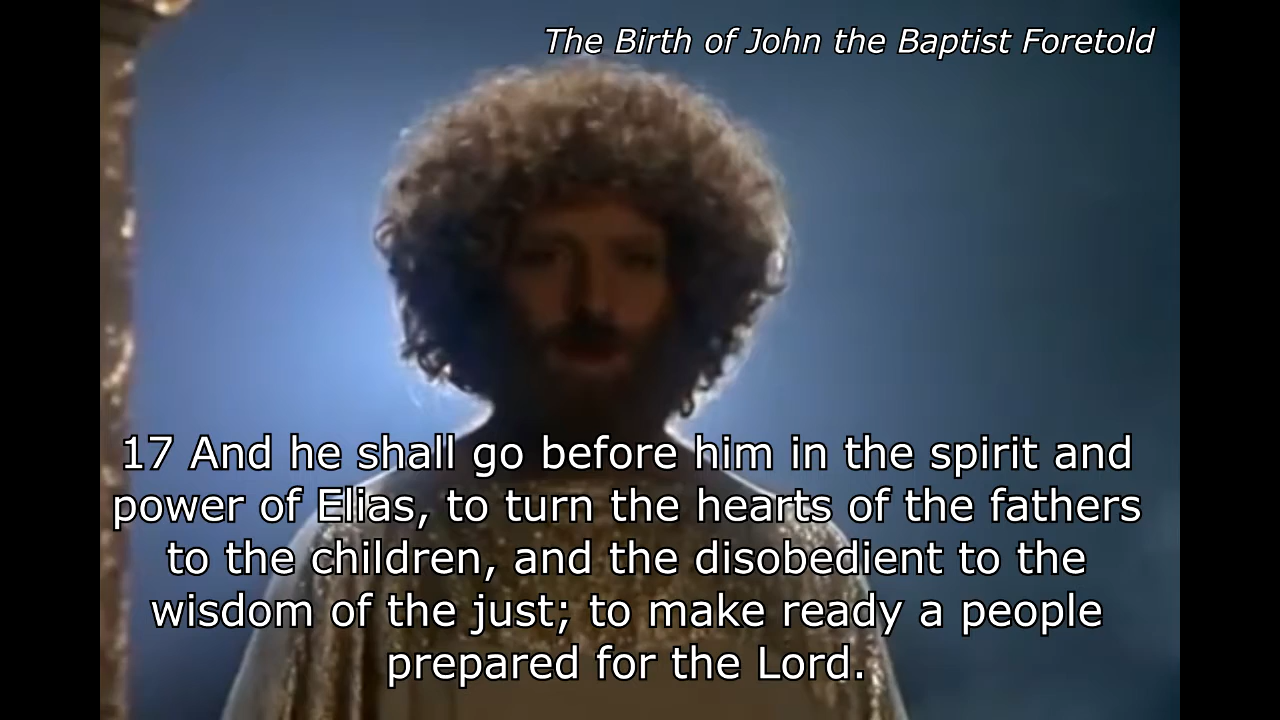 The Birth of John the Baptist Foretold
17 And he shall go before him in the spirit and
power of Elias, to turn the hearts of the fathers
to the children, and the disobedient to the
wisdom of the just; to make ready a people
prepared for the Lord.